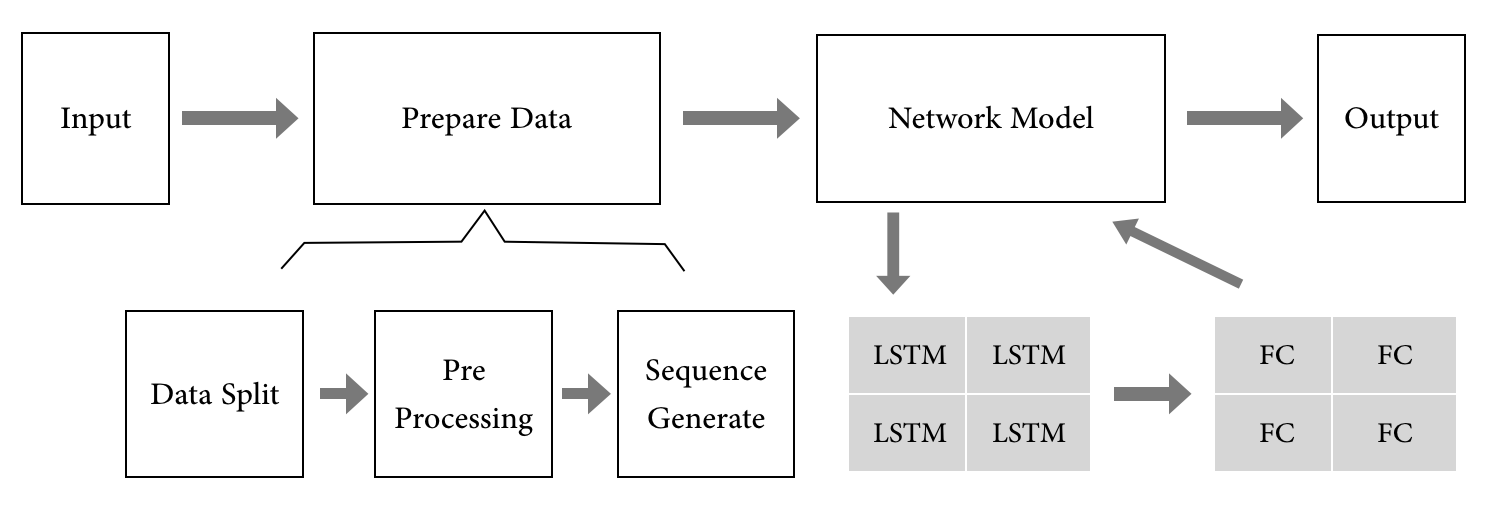 Input
Prepare Data
Network Model
Output
Data Split
Pre
Processing
Sequence
Generate
LSTM LSTM
LSTM LSTM
FC FC
FC FC